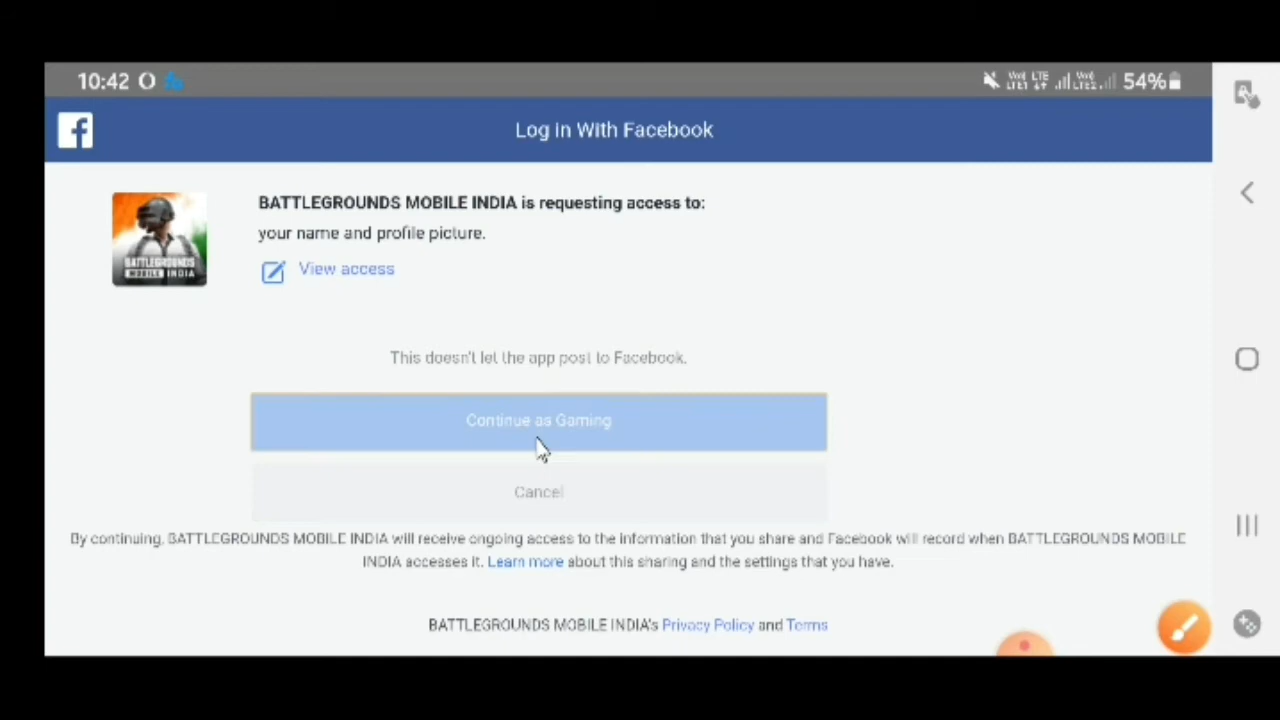 10:42
54%
Log in With Facebook
BATTLEGROUNDS MOBILE INDIA is requesting access to:
your name and profile picture.
View access
BATTLEGROUNDS
MOBILE INDIA
This doesn't let the app post to Facebook.
Continue as Gaming
Cancel
By continuing, BATTLEGROUNDS MOBILE INDIA will receive ongoing access to the information that you share and Facebook will record when BATTLEGROUNDS MOBILE
INDIA accesses it. Learn more about this sharing and the settings that you have.
BATTLEGROUNDS MOBILE INDIA's Privacy Policy and Terms